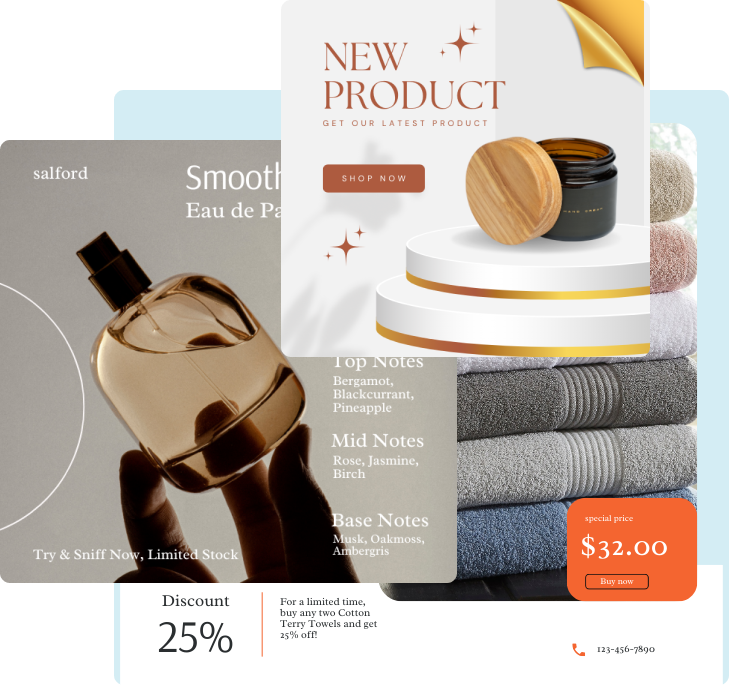 NEW
PRODUCT
GET OUR LATEST PRODUCT
SHOP NOW
salford
Smooth
Eau de Pa
Top Notes
Bergamot,
Blackcurrant,
Pineapple
Mid Notes
Rose, Jasmine,
Birch
Base Notes
Musk, Oakmoss,
Ambergris
Try & Sniff Now, Limited Stock
special price
$32.00
Buy now
Discount
25%
For a limited time,
buy any two Cotton
Terry Towels and get
25% off!
123-456-7890